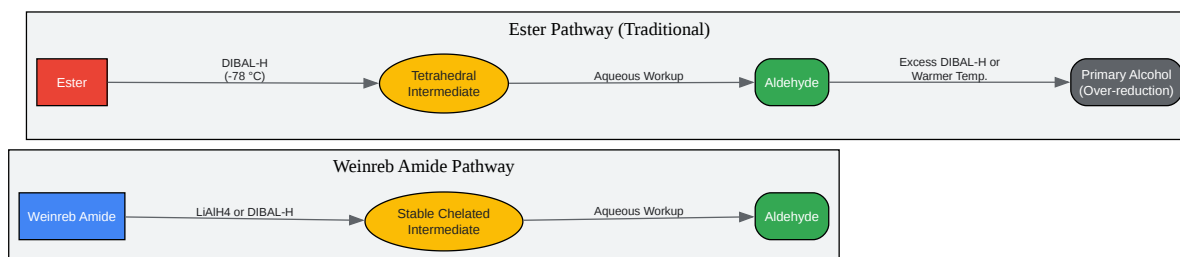 Ester Pathway (Traditional)
Ester
DIBAL-H
(-78 °C)
Tetrahedral
Intermediate
Aqueous Workup
Aldehyde
Excess DIBAL-H or
Warmer Temp.
Primary Alcohol
(Over-reduction)
Weinreb Amide Pathway
Weinreb Amide
LiAlH4 or DIBAL-H
Stable Chelated
Intermediate
Aqueous Workup
Aldehyde